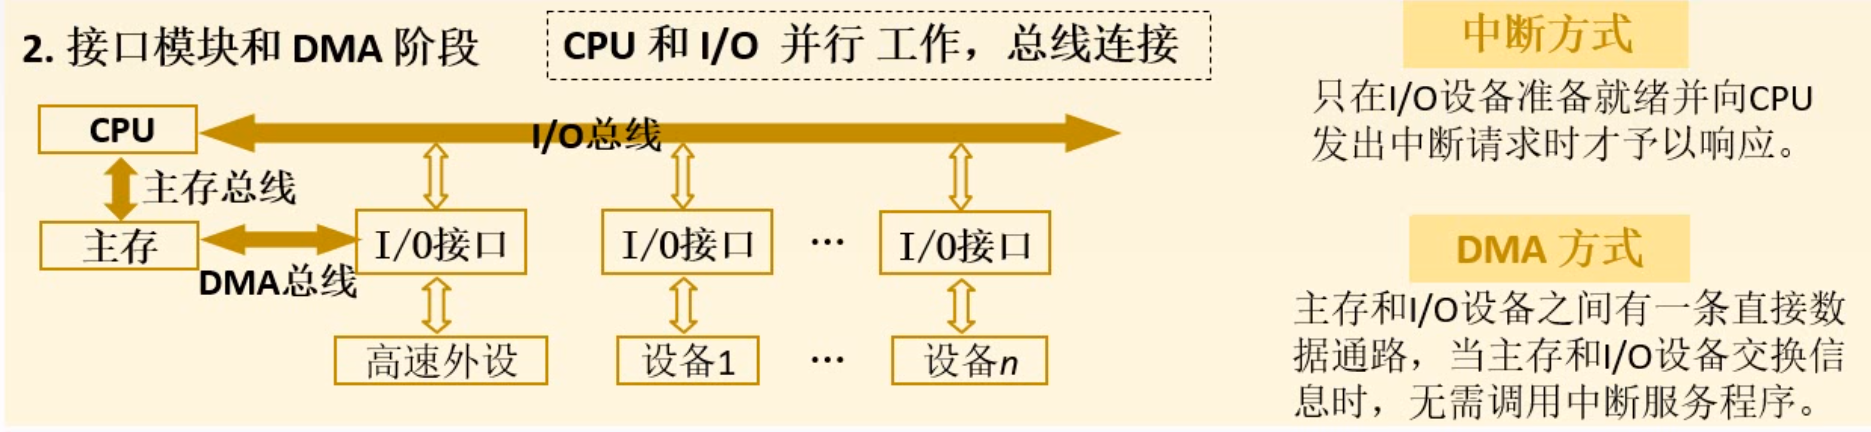 2. 接口模块和 DMA 阶段
CPU 和 I/O 并行 工作，总线连接
CPU
I/O总线
主存总线
主存
DMA总线
I/O接口
I/O接口
…
I/O接口
高速外设
设备1
…
设备n
中断方式
只在I/O设备准备就绪并向CPU
发出中断请求时才予以响应。
DMA 方式
主存和I/O设备之间有一条直接数
据通路，当主存和I/O设备交换信
息时，无需调用中断服务程序。